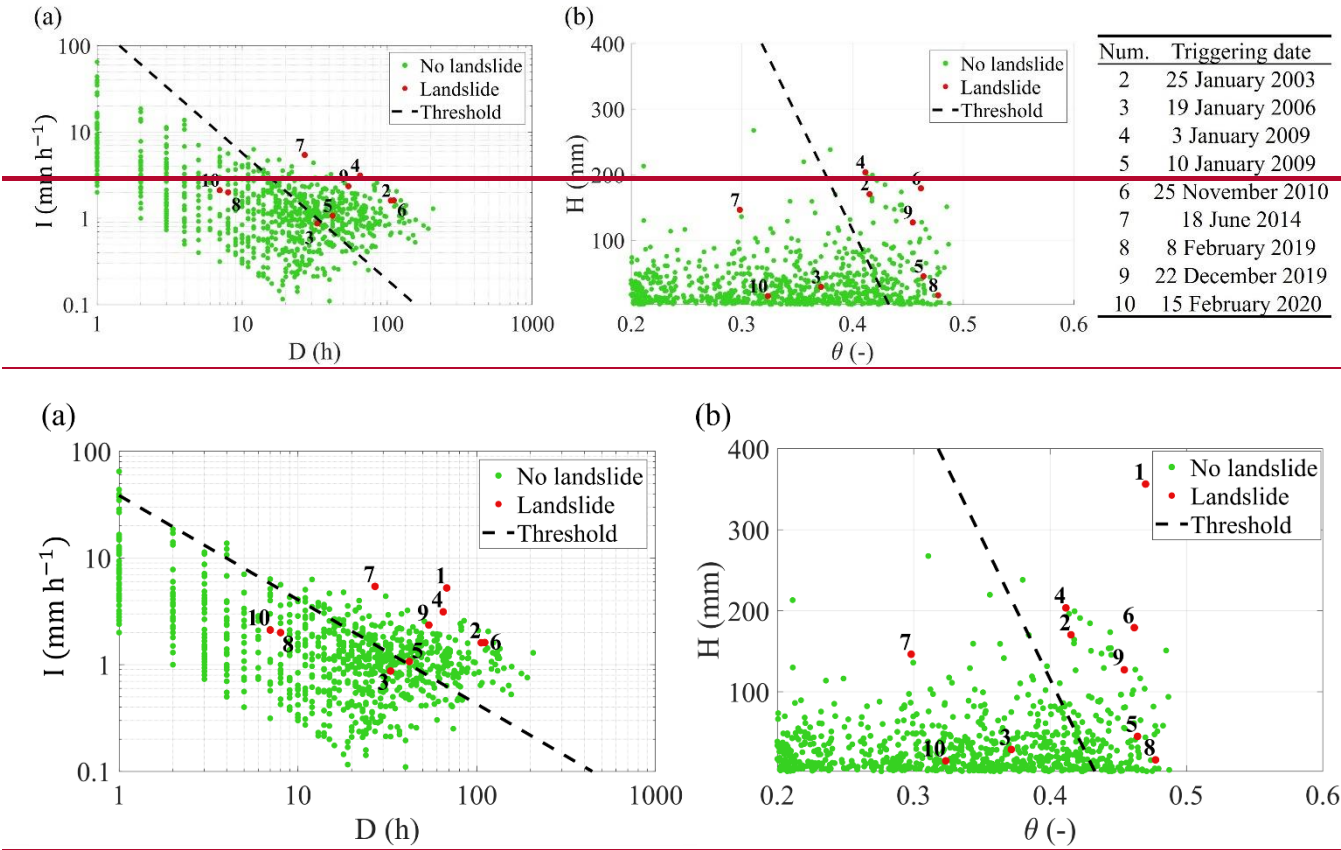 (a)
I (mm h⁻¹)
100
10
1
0.1
1
10
100
1000
D (h)
No landslide
Landslide
Threshold
7
4
9
10
8
5
2
6
3
(b)
H (mm)
400
300
200
100
0.2
0.3
0.4
0.5
0.6
θ (-)
No landslide
Landslide
Threshold
4
2
6
7
9
5
3
10
8
Num. Triggering date
2 25 January 2003
3 19 January 2006
4 3 January 2009
5 10 January 2009
6 25 November 2010
7 18 June 2014
8 8 February 2019
9 22 December 2019
10 15 February 2020
(a)
I (mm h⁻¹)
100
10
1
0.1
1
10
100
1000
D (h)
No landslide
Landslide
Threshold
7
1
4
9
10
8
2
6
5
3
(b)
H (mm)
400
300
200
100
0.2
0.3
0.4
0.5
0.6
θ (-)
No landslide
Landslide
Threshold
1
4
2
6
7
9
5
3
10
8